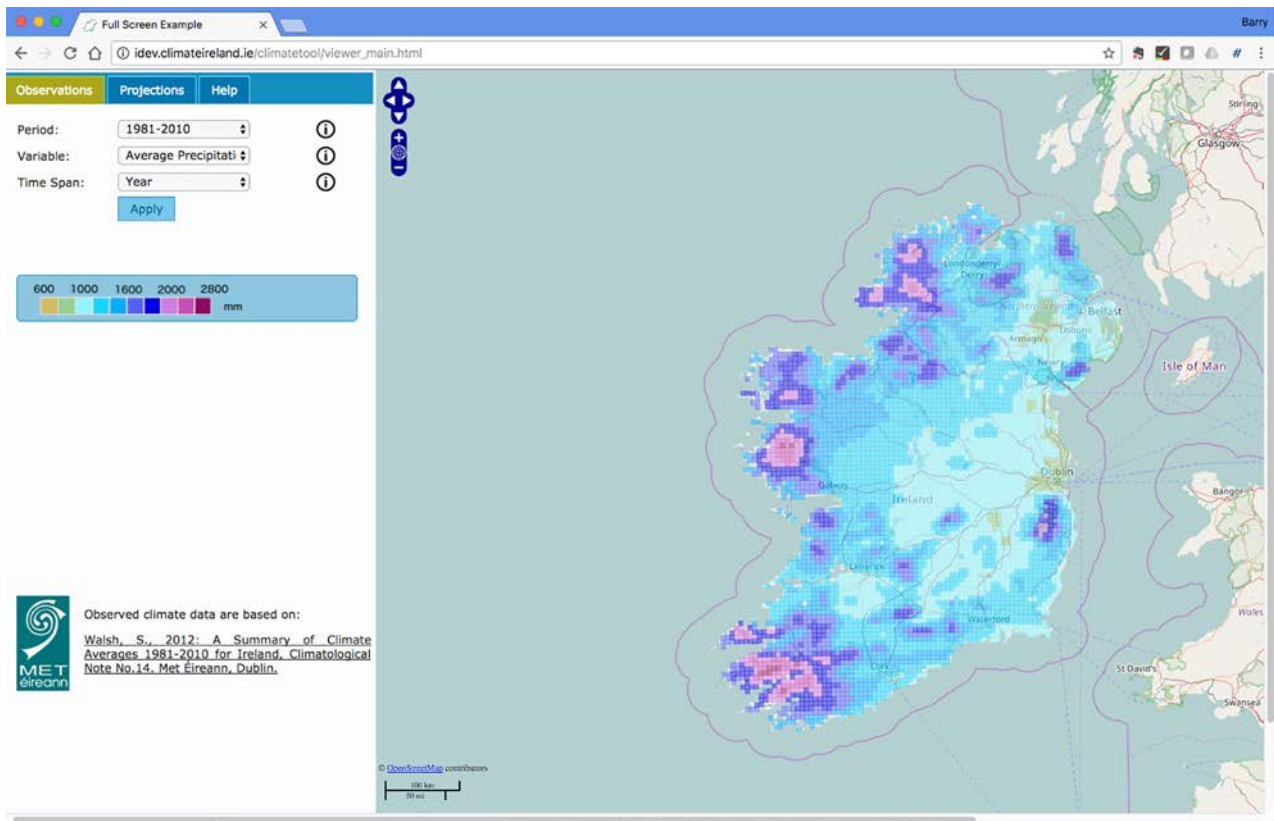 Full Screen Example
Barry
idev.climateireland.ie/climatetool/viewer_main.html
Observations Projections Help
Period: 1981-2010
Variable: Average Precipitati
Time Span: Year
Apply
600 1000 1600 2000 2800
mm
MET
éireann
Observed climate data are based on:
Walsh, S., 2012: A Summary of Climate
Averages 1981-2010 for Ireland, Climatological
Note No.14. Met Éireann, Dublin.
Stirling
Glasgow
Londonderry/
Derry
Northern Ireland
Belfast
Lisburn
Armagh
Newry
Isle of Man
Dublin
Galway
Ireland
Bangor
Limerick
Wales
Waterford
Cork
St David's
Swansea
© OpenStreetMap contributors
100 km
50 mi